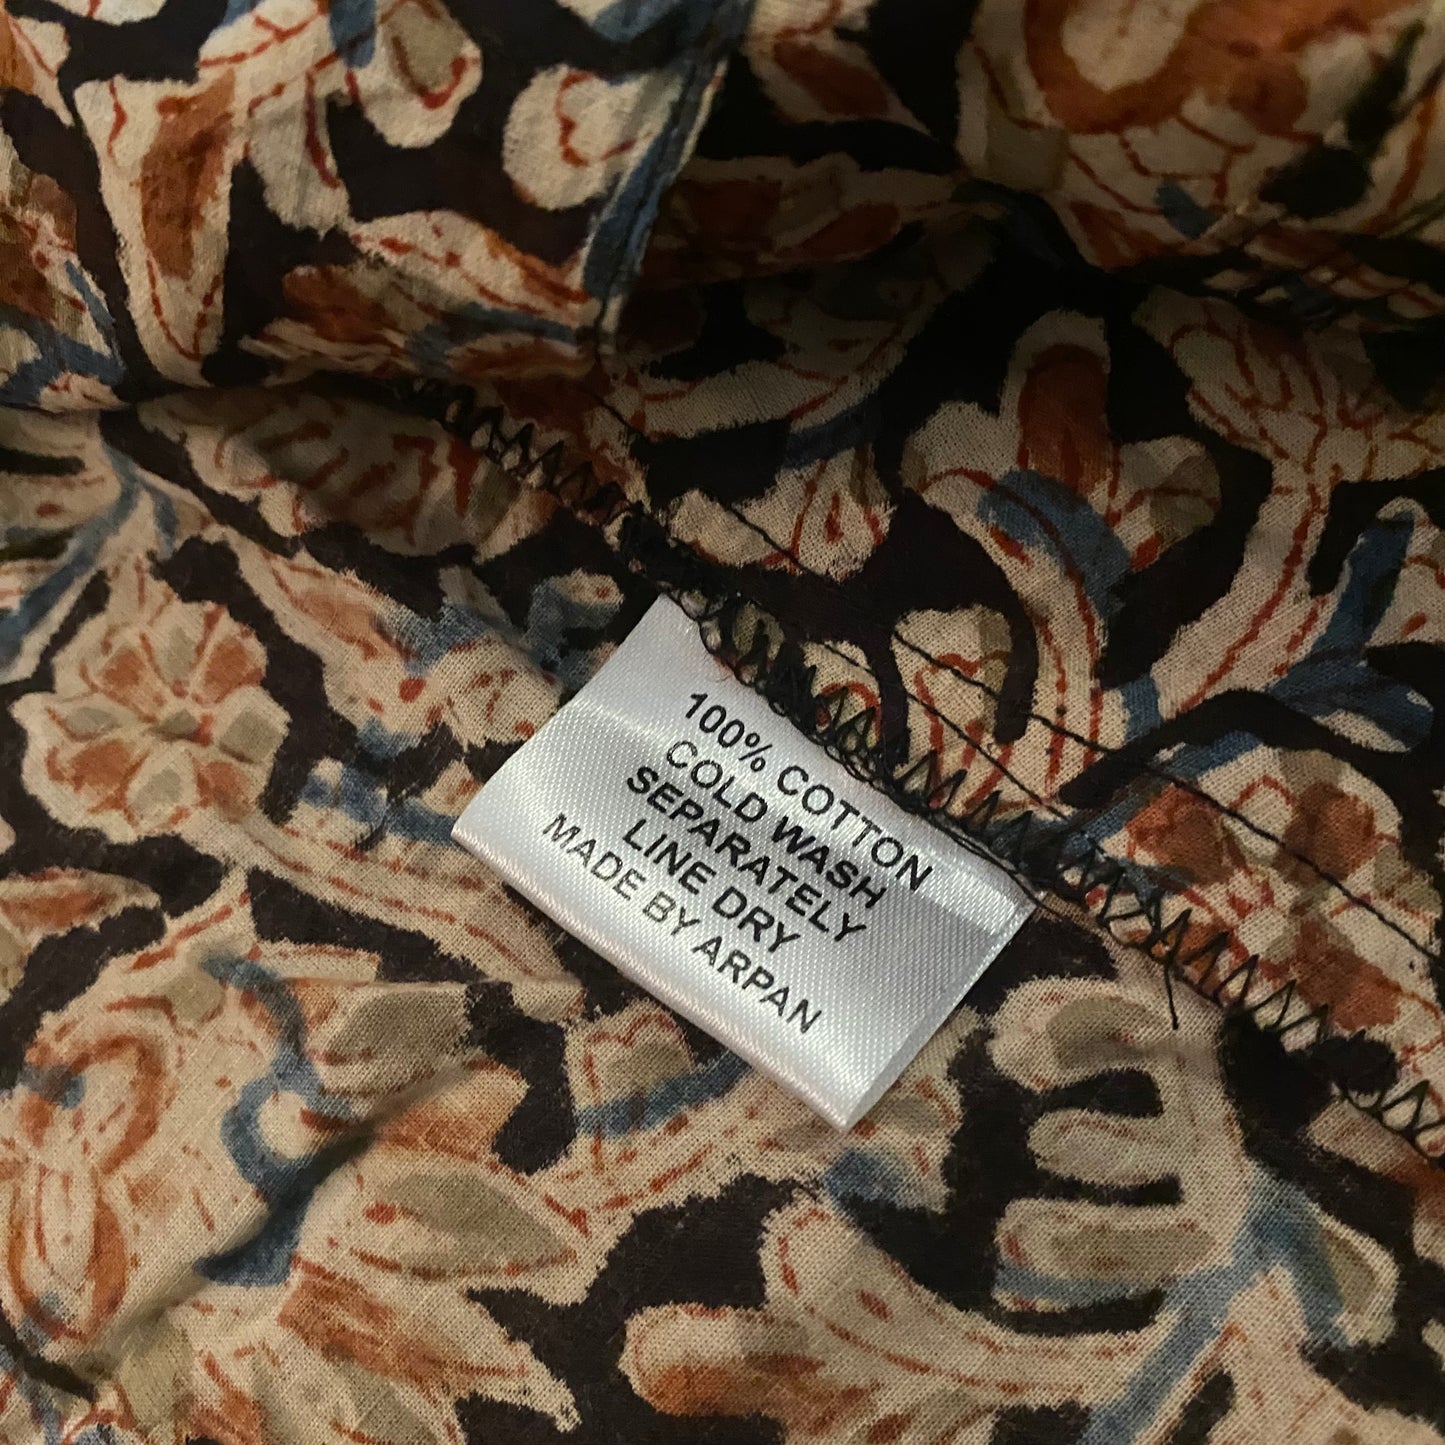 100% COTTON
COLD WASH
SEPARATELY
LINE DRY
MADE BY ARPAN